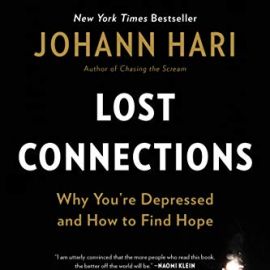 New York Times Bestseller
JOHANN HARI
Author of Chasing the Scream
LOST
CONNECTIONS
Why You're Depressed
and How to Find Hope
"I am utterly convinced that the more people who read this book,
the better off the world will be." —NAOMI KLEIN